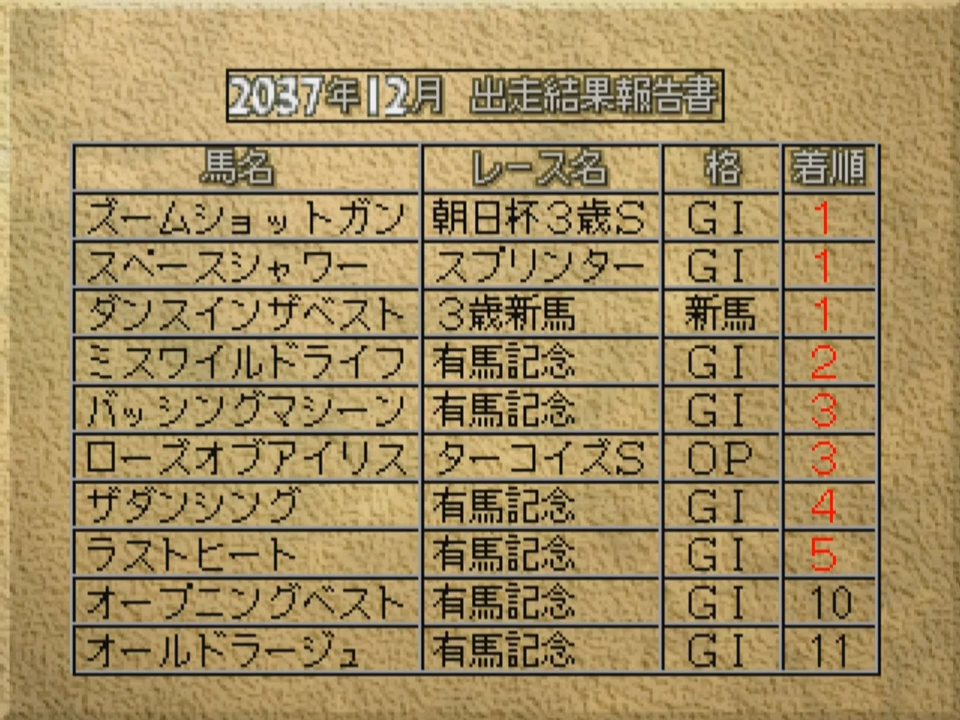 2037年12月 出走結果報告書
馬名 レース名 格 着順
ズームショットガン 朝日杯3歳S GI 1
スペースシャワー スプリンター GI 1
ダンスインザベスト 3歳新馬 新馬 1
ミスワイルドライフ 有馬記念 GI 2
バッシングマシーン 有馬記念 GI 3
ローズオブアイリス ターコイズS OP 3
ザダンシング 有馬記念 GI 4
ラストヒート 有馬記念 GI 5
オープニングベスト 有馬記念 GI 10
オールドラージュ 有馬記念 GI 11